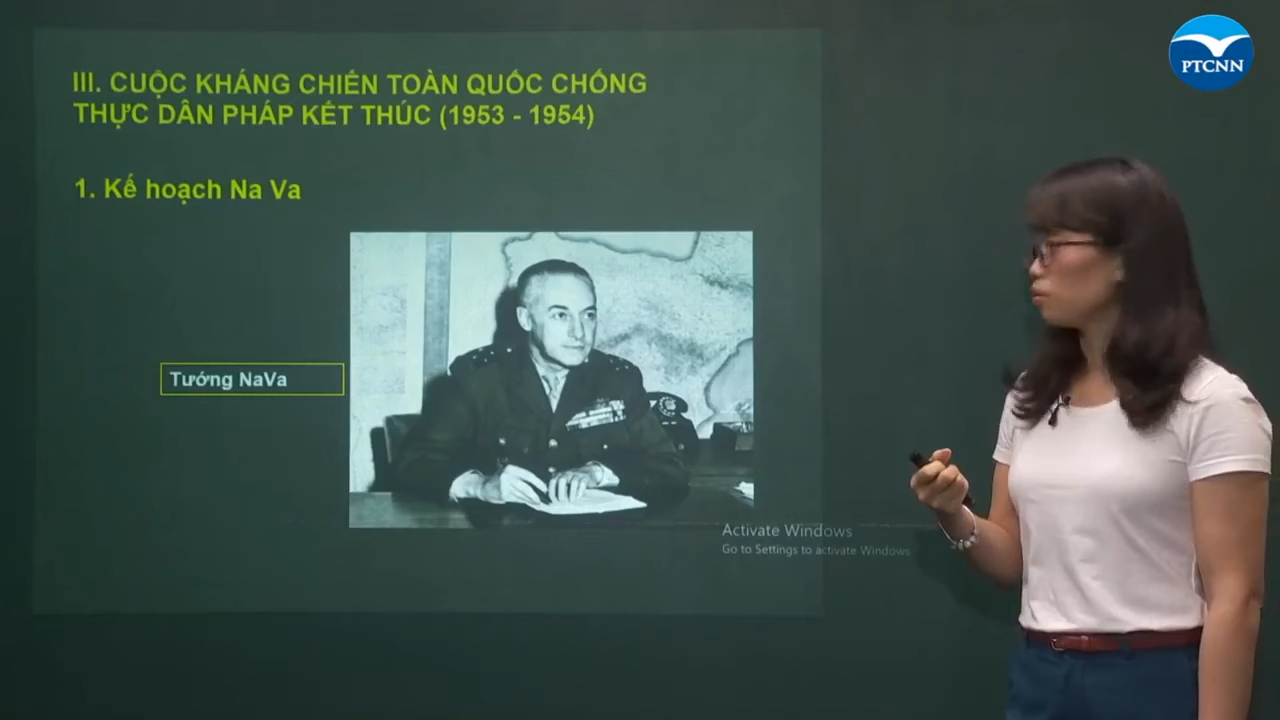 PTCNN
III. CUỘC KHÁNG CHIẾN TOÀN QUỐC CHỐNG
THỰC DÂN PHÁP KẾT THÚC (1953 - 1954)
1. Kế hoạch Na Va
Tướng NaVa
Activate Windows
Go to Settings to activate Windows